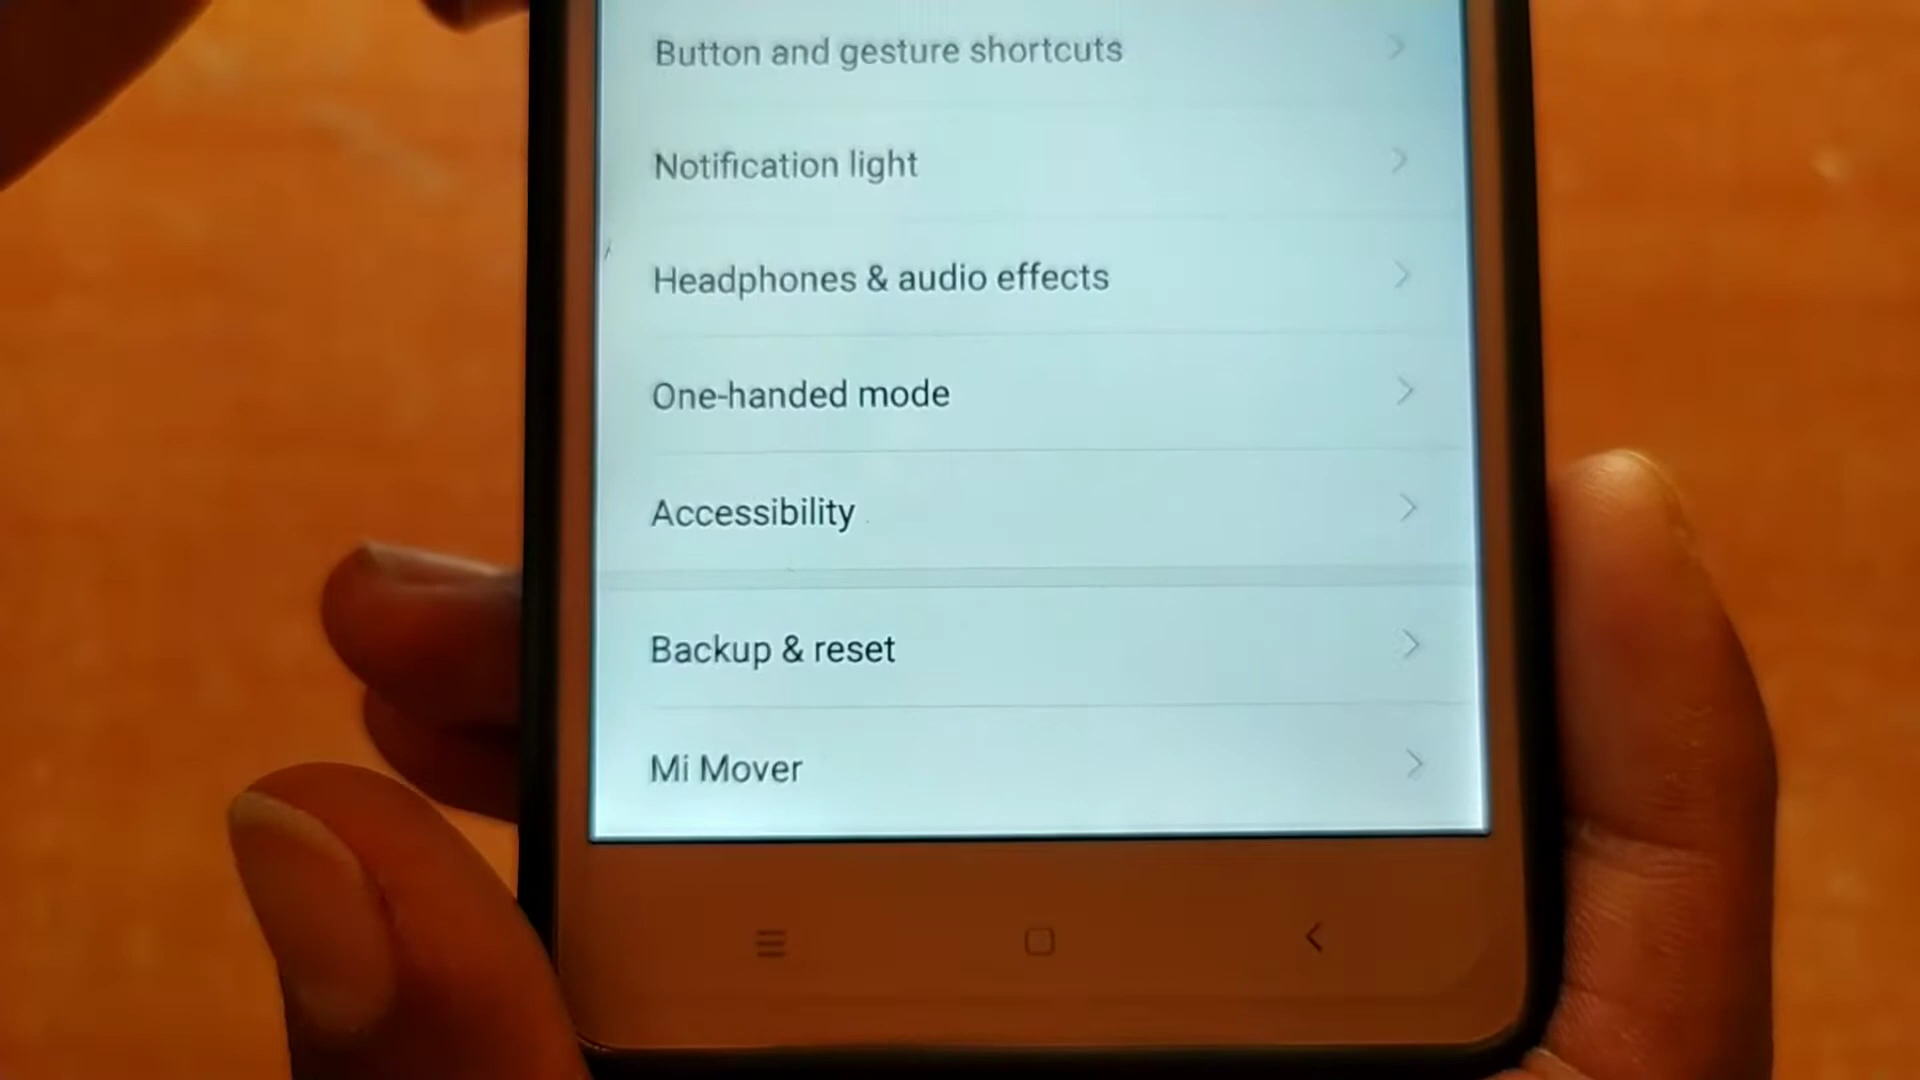 Button and gesture shortcuts
Notification light
Headphones & audio effects
One-handed mode
Accessibility
Backup & reset
Mi Mover